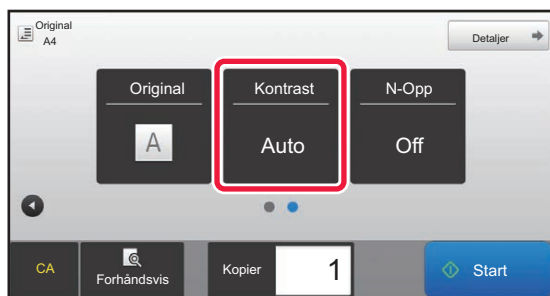 Original
A4
Detaljer
Original
Kontrast
N-Opp
A
Auto
Off
CA
Forhåndsvis
Kopier
1
Start